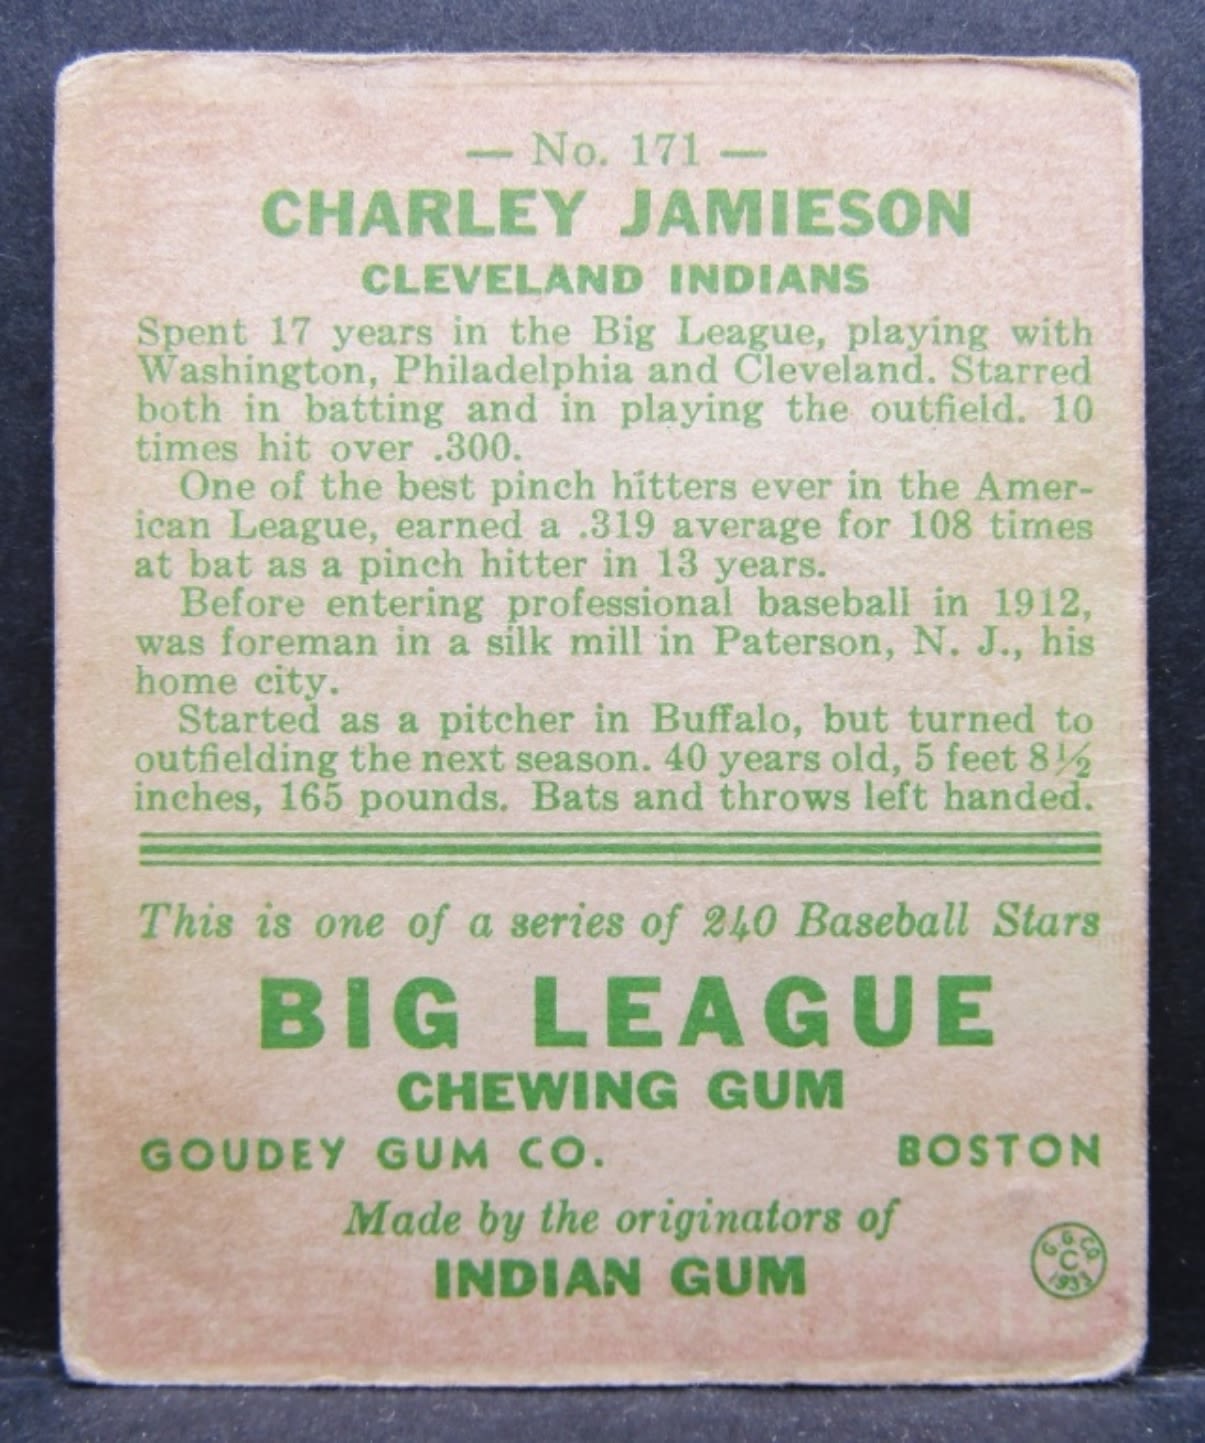 — No. 171 —
CHARLEY JAMIESON
CLEVELAND INDIANS
Spent 17 years in the Big League, playing with
Washington, Philadelphia and Cleveland. Starred
both in batting and in playing the outfield. 10
times hit over .300.
One of the best pinch hitters ever in the Amer-
ican League, earned a .319 average for 108 times
at bat as a pinch hitter in 13 years.
Before entering professional baseball in 1912,
was foreman in a silk mill in Paterson, N. J., his
home city.
Started as a pitcher in Buffalo, but turned to
outfielding the next season. 40 years old, 5 feet 8½
inches, 165 pounds. Bats and throws left handed.
This is one of a series of 240 Baseball Stars
BIG LEAGUE
CHEWING GUM
GOUDEY GUM CO. BOSTON
Made by the originators of
INDIAN GUM
G. G. CO.
C
1933